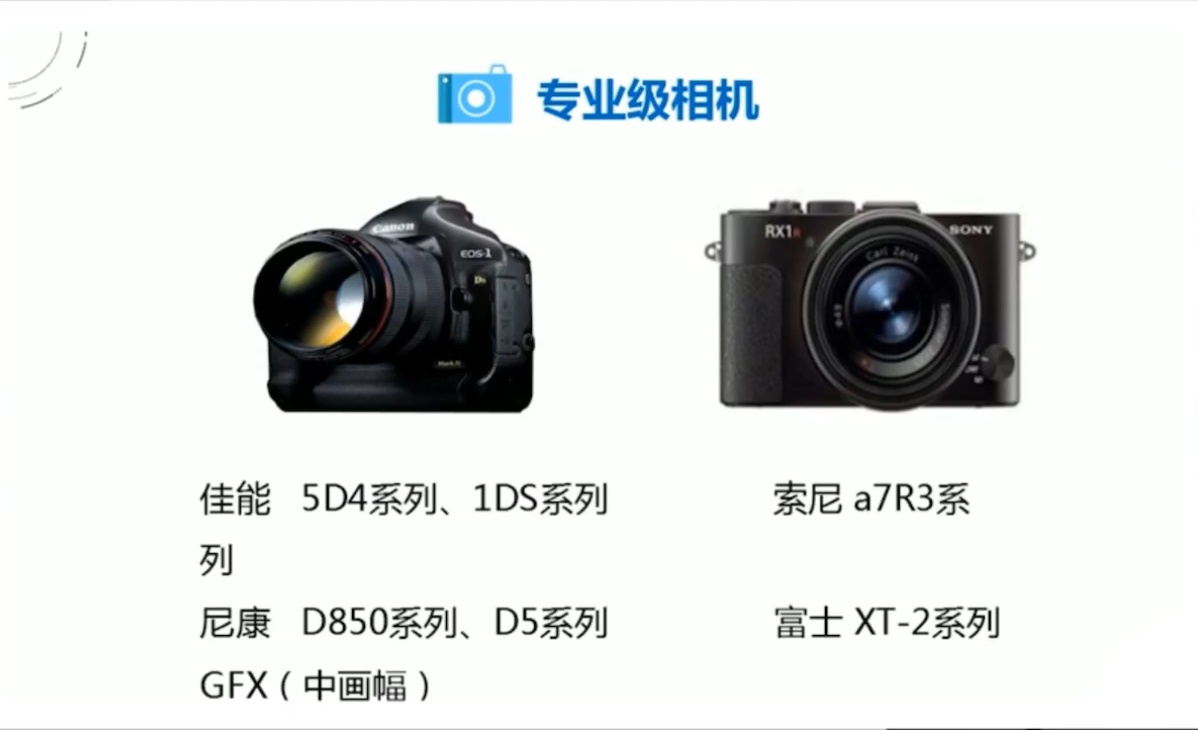 专业级相机
Canon
EOS-1
Ds
Mark IV
RX1R
SONY
Carl Zeiss
佳能 5D4系列、1DS系列 索尼 a7R3系
列
尼康 D850系列、D5系列 富士 XT-2系列
GFX（中画幅）